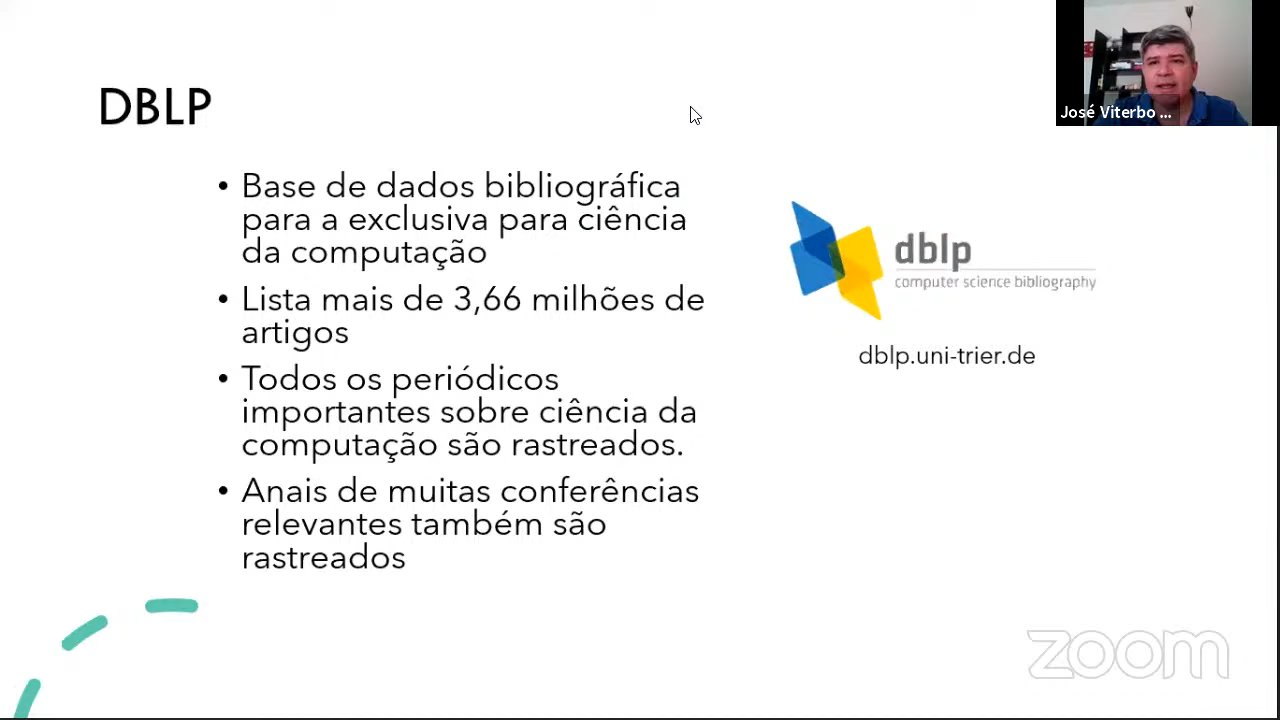 DBLP
José Viterbo ...
• Base de dados bibliográfica
para a exclusiva para ciência
da computação
• Lista mais de 3,66 milhões de
artigos
• Todos os periódicos
importantes sobre ciência da
computação são rastreados.
• Anais de muitas conferências
relevantes também são
rastreados
dblp
computer science bibliography
dblp.uni-trier.de
zoom